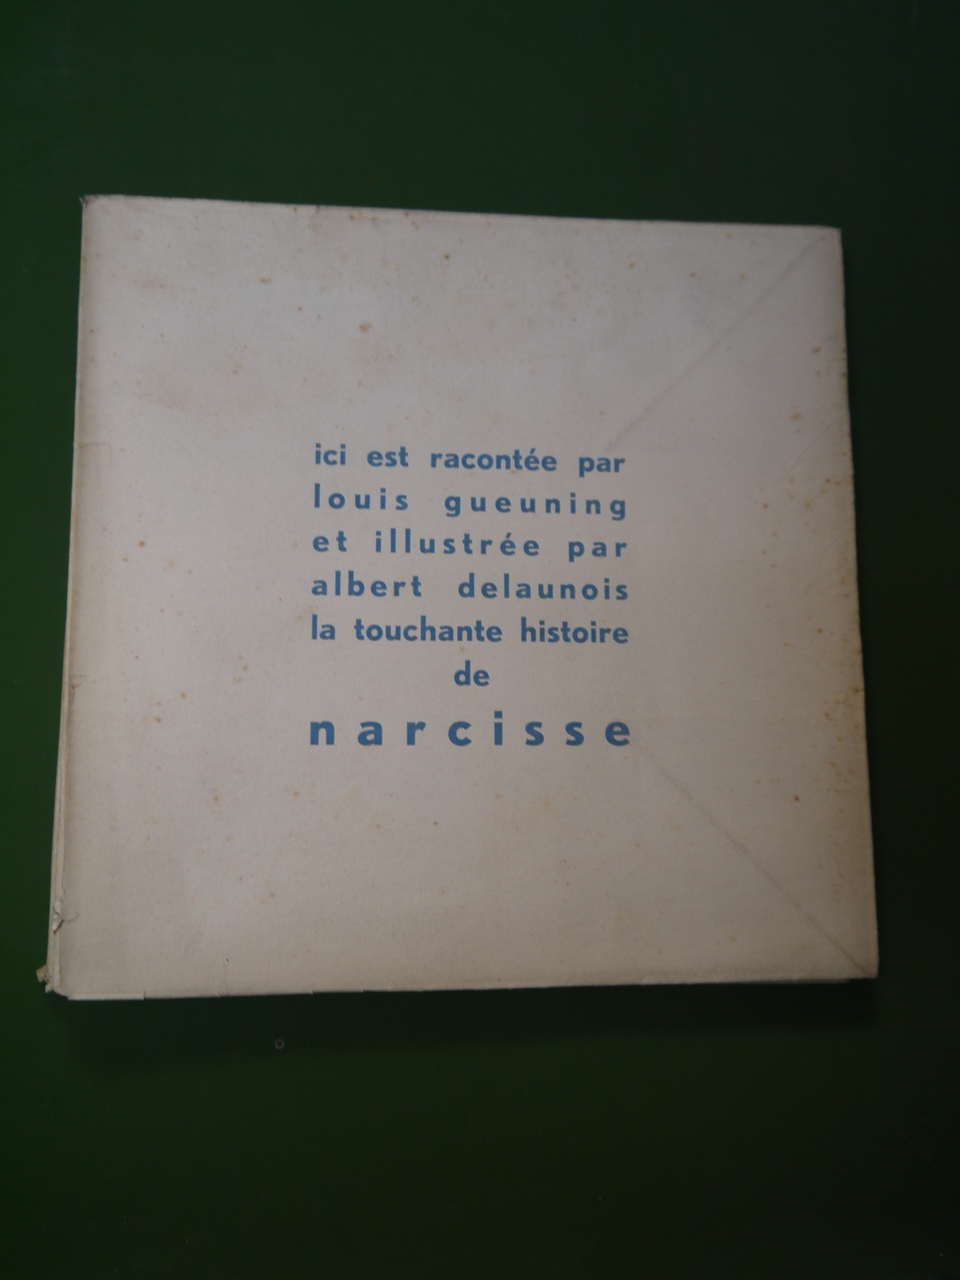 ici est racontée par
louis gueuning
et illustrée par
albert delaunois
la touchante histoire
de
narcisse